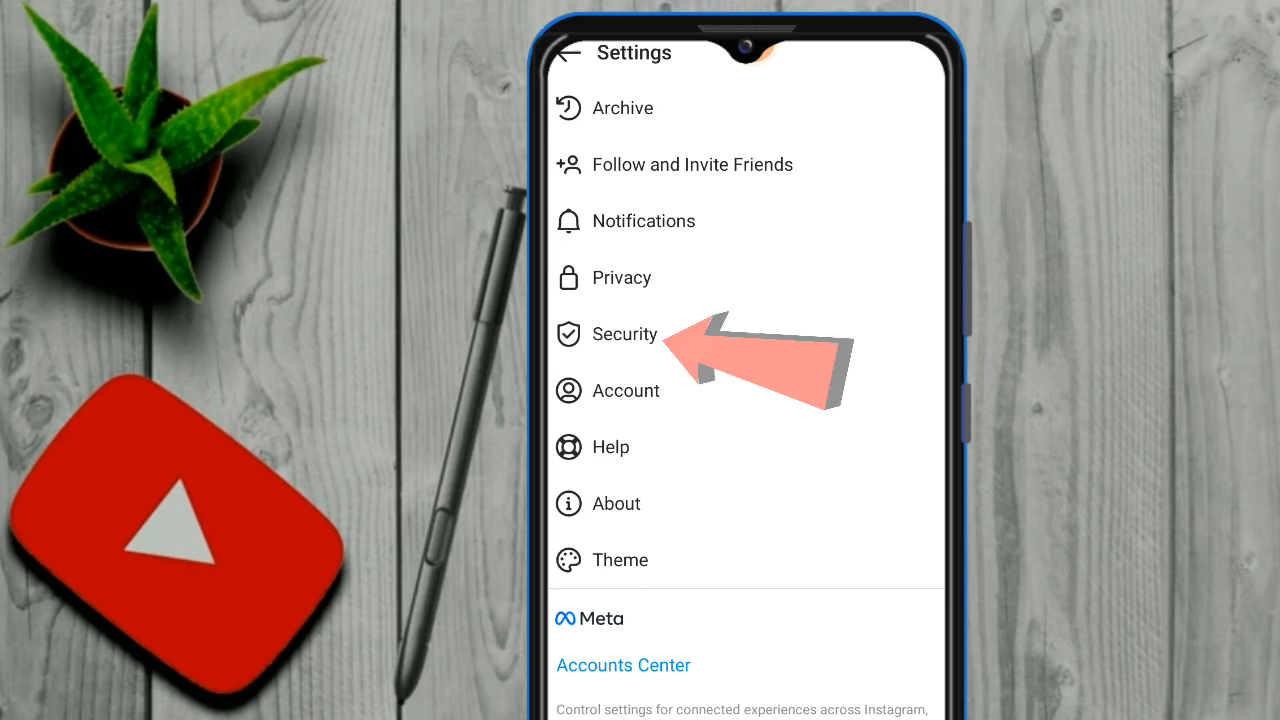 Settings
Archive
Follow and Invite Friends
Notifications
Privacy
Security
Account
Help
About
Theme
Meta
Accounts Center
Control settings for connected experiences across Instagram,